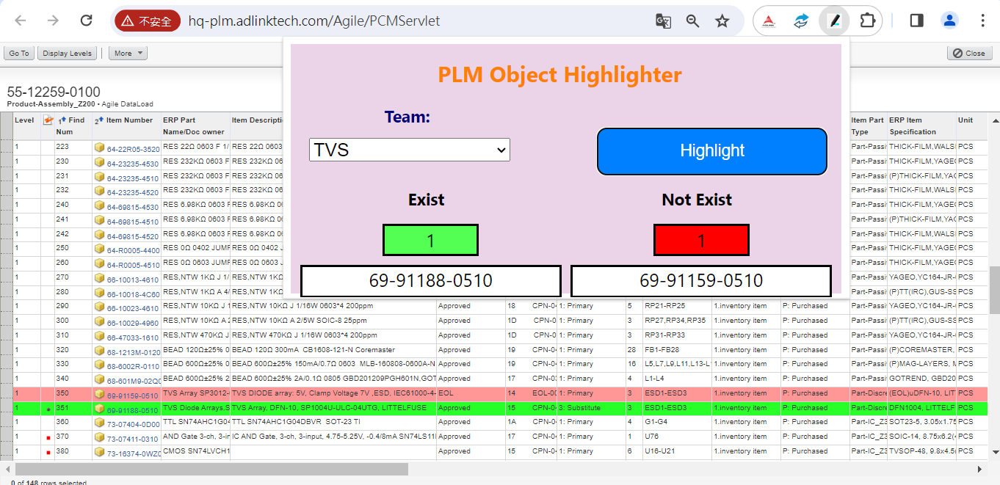 不安全 hq-plm.adlinktech.com/Agile/PCMServlet
Go To Display Levels More Close
PLM Object Highlighter
Team:
TVS Highlight
Exist Not Exist
1 1
69-91188-0510 69-91159-0510
55-12259-0100
Product-Assembly_Z200 • Agile DataLoad
Level 1 Find Num 2 Item Number ERP Part Name/Doc owner Item Descripti Item Part Type ERP Item Specification Unit
1 223 64-22R05-3520 RES 22Ω 0603 F 1/ RES 22Ω 0603 Part-Passi THICK-FILM,WALS PCS
1 230 64-23235-4530 RES 232KΩ 0603 F RES 232KΩ 06 Part-Passi THICK-FILM,YAGE PCS
1 231 64-23235-4510 RES 232KΩ 0603 F RES 232KΩ 06 Part-Passi (P)THICK-FILM,YA PCS
1 232 64-23235-4520 RES 232KΩ 0603 F RES 232KΩ 06 Part-Passi THICK-FILM,WALS PCS
1 240 64-69815-4530 RES 6.98KΩ 0603 RES 6.98KΩ 06 Part-Passi THICK-FILM,YAGE PCS
1 241 64-69815-4510 RES 6.98KΩ 0603 RES 6.98KΩ 06 Part-Passi (P)THICK-FILM,YA PCS
1 242 64-69815-4520 RES 6.98KΩ 0603 RES 6.98KΩ 06 Part-Passi THICK-FILM,WALS PCS
1 250 64-R0005-4400 RES 0Ω 0402 JUMF RES 0Ω 0402 J Part-Passi THICK-FILM,YAGE PCS
1 260 64-R0005-4510 RES 0Ω 0603 JUMF RES 0Ω 0603 J Part-Passi THICK-FILM,YAGE PCS
1 270 66-10013-4610 RES,NTW 1KΩ J 1/ RES,NTW 1KΩ Part-Passi YAGEO,YC164-JR- PCS
1 280 66-10018-4C60 RES,NTW 1KΩ A 4/ RES,NTW 1KΩ Part-Passi (P)TT(IRC),GUS-SS PCS
1 290 66-10023-4610 RES,NTW 10KΩ J 1 RES,NTW 10KΩ J 1/16W 0603*4 200ppm Approved 18 CPN-0 1: Primary 5 RP21-RP25 1.inventory item P: Purchased Part-Passi YAGEO,YC164-JR- PCS
1 300 66-10029-4960 RES,NTW 10KΩ A 2 RES,NTW 10KΩ A 2/5W SOIC-8 25ppm Approved 1D CPN-0 1: Primary 3 RP27,RP34,RP35 1.inventory item P: Purchased Part-Passi (P)TT(IRC),GUS-SS PCS
1 310 66-47033-1610 RES,NTW 470KΩ J RES,NTW 470KΩ J 1/16W 0603*4 200ppm Approved 1D CPN-0 1: Primary 3 RP31-RP33 1.inventory item P: Purchased Part-Passi YAGEO,YC164-JR- PCS
1 320 68-1213M-0120 BEAD 120Ω±25% 0 BEAD 120Ω 300mA CB1608-121-N Coremaster Approved 19 CPN-0 1: Primary 28 FB1-FB28 1.inventory item P: Purchased Part-Passi (P)COREMASTER, PCS
1 330 68-6002R-0110 BEAD 600Ω±25% BEAD 600Ω±25% 150mA/0.7Ω 0603 MLB-160808-0600A-N Approved 19 CPN-0 1: Primary 16 L5,L7,L9,L11,L13-L1 1.inventory item P: Purchased Part-Passi (P)MAG-LAYERS, M PCS
1 340 68-601M9-02Q0 BEAD 600Ω±25% 2 BEAD 600Ω±25% 2A/0.1Ω 0805 GBD201209PGH601N,GOT Approved 17 CPN-0 1: Primary 4 L1-L4 1.inventory item P: Purchased Part-Passi GOTREND, GBD20 PCS
1 350 69-91159-0510 TVS Array SP3012- TVS DIODE array: 5V, Clamp Voltage 7V ,ESD, IEC61000-4- EOL 14 EOL-00 1: Primary 3 ESD1-ESD3 1.inventory item P: Purchased Part-Discre (EOL)uDFN-10, LIT PCS
1 351 69-91188-0510 TVS Diode Arrays,S TVS Array, DFN-10, SP1004U-ULC-04UTG, LITTELFUSE Approved 15 CPN-0 3: Substitute 3 ESD1-ESD3 1.inventory item P: Purchased Part-Discre DFN1004, LITTELF PCS
1 360 73-07404-0D00 TTL SN74AHC1G04 TTL SN74AHC1G04DBVR SOT-23 TI Approved 1A CPN-0 1: Primary 4 G1-G4 1.inventory item P: Purchased Part-IC_Z3 SOT23-5, 3.05x1.75 PCS
1 370 73-07411-0310 AND Gate 3-ch, 3-in IC AND Gate, 3-ch, 3-input, 4.75-5.25V, -0.4/8mA SN74LS11 Approved 17 CPN-0 1: Primary 1 U76 1.inventory item P: Purchased Part-IC_Z3 SOIC-14, 8.75x6.2( PCS
1 380 73-16374-0WZ0 CMOS SN74LVCH1 Approved 15 CPN-0 1: Primary 6 U16-U21 1.inventory item P: Purchased Part-IC_Z3 TVSOP-48, 9.8x4.5( PCS
0 of 148 rows selected